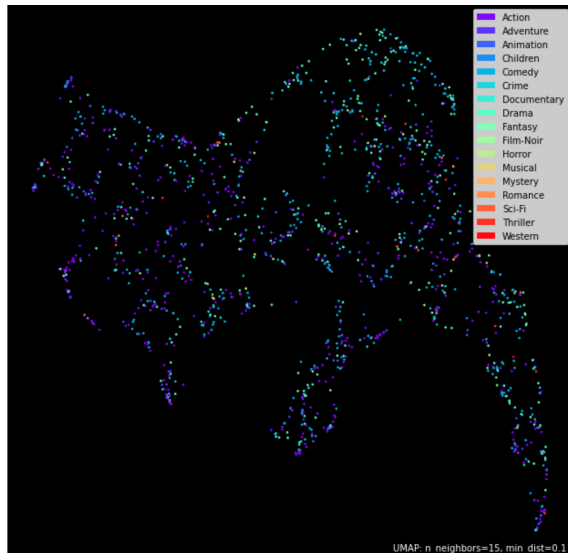 Action
Adventure
Animation
Children
Comedy
Crime
Documentary
Drama
Fantasy
Film-Noir
Horror
Musical
Mystery
Romance
Sci-Fi
Thriller
Western
UMAP: n_neighbors=15, min_dist=0.1